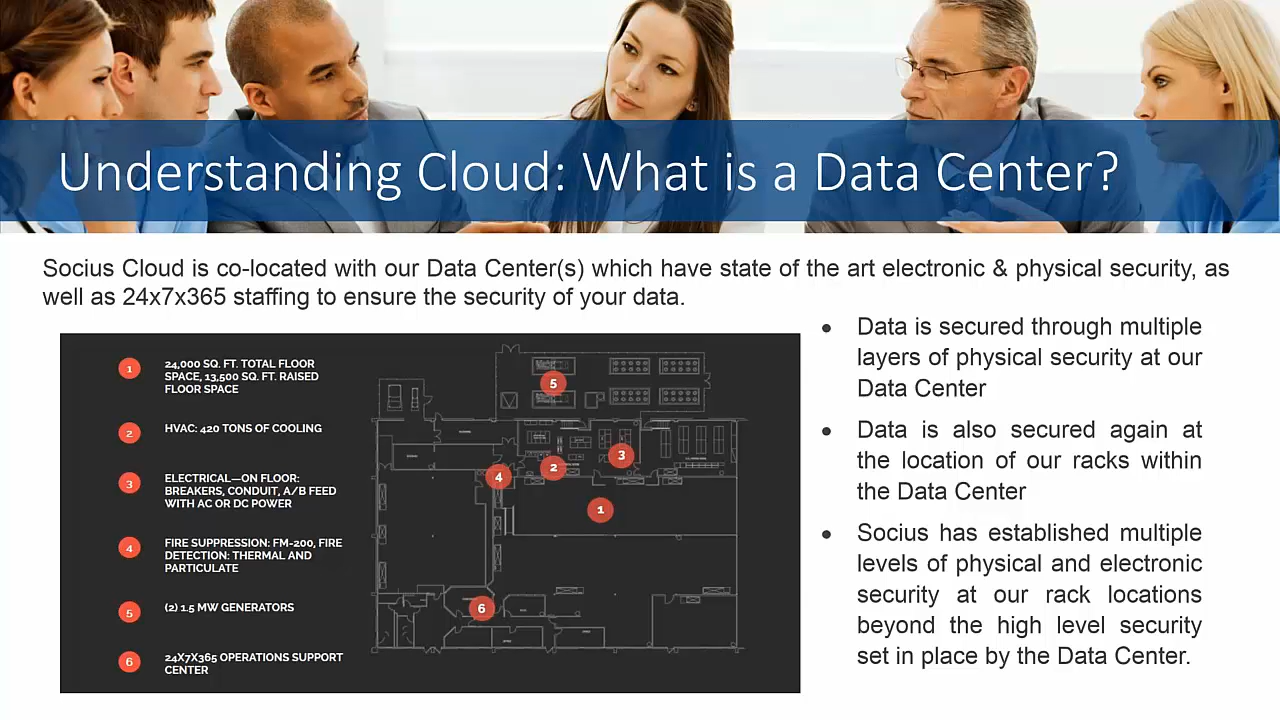 Understanding Cloud: What is a Data Center?
Socius Cloud is co-located with our Data Center(s) which have state of the art electronic & physical security, as
well as 24x7x365 staffing to ensure the security of your data.
1
24,000 SQ. FT. TOTAL FLOOR
SPACE, 13,500 SQ. FT. RAISED
FLOOR SPACE
2
HVAC: 420 TONS OF COOLING
3
ELECTRICAL—ON FLOOR:
BREAKERS, CONDUIT, A/B FEED
WITH AC OR DC POWER
4
FIRE SUPPRESSION: FM-200, FIRE
DETECTION: THERMAL AND
PARTICULATE
5
(2) 1.5 MW GENERATORS
6
24X7X365 OPERATIONS SUPPORT
CENTER
5
3
2
4
1
6
• Data is secured through multiple
layers of physical security at our
Data Center
• Data is also secured again at
the location of our racks within
the Data Center
• Socius has established multiple
levels of physical and electronic
security at our rack locations
beyond the high level security
set in place by the Data Center.